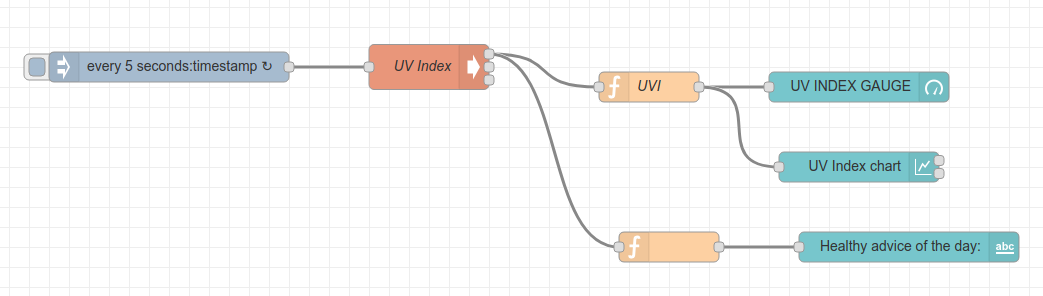 every 5 seconds:timestamp ↻
UV Index
UVI
UV INDEX GAUGE
UV Index chart
Healthy advice of the day:
abc